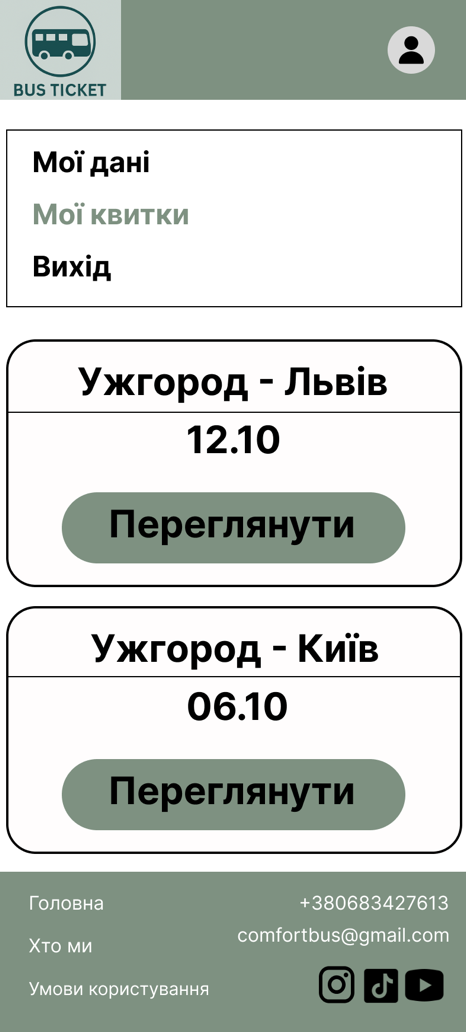 BUS TICKET
Мої дані
Мої квитки
Вихід
Ужгород - Львів
12.10
Переглянути
Ужгород - Київ
06.10
Переглянути
Головна
+380683427613
comfortbus@gmail.com
Хто ми
Умови користування